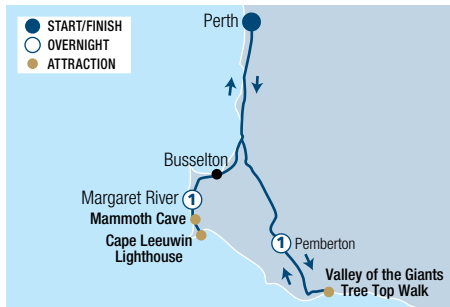 Perth
START/FINISH
1 OVERNIGHT
ATTRACTION
Busselton
Margaret River 1
Mammoth Cave
Cape Leeuwin
Lighthouse
1 Pemberton
Valley of the Giants
Tree Top Walk